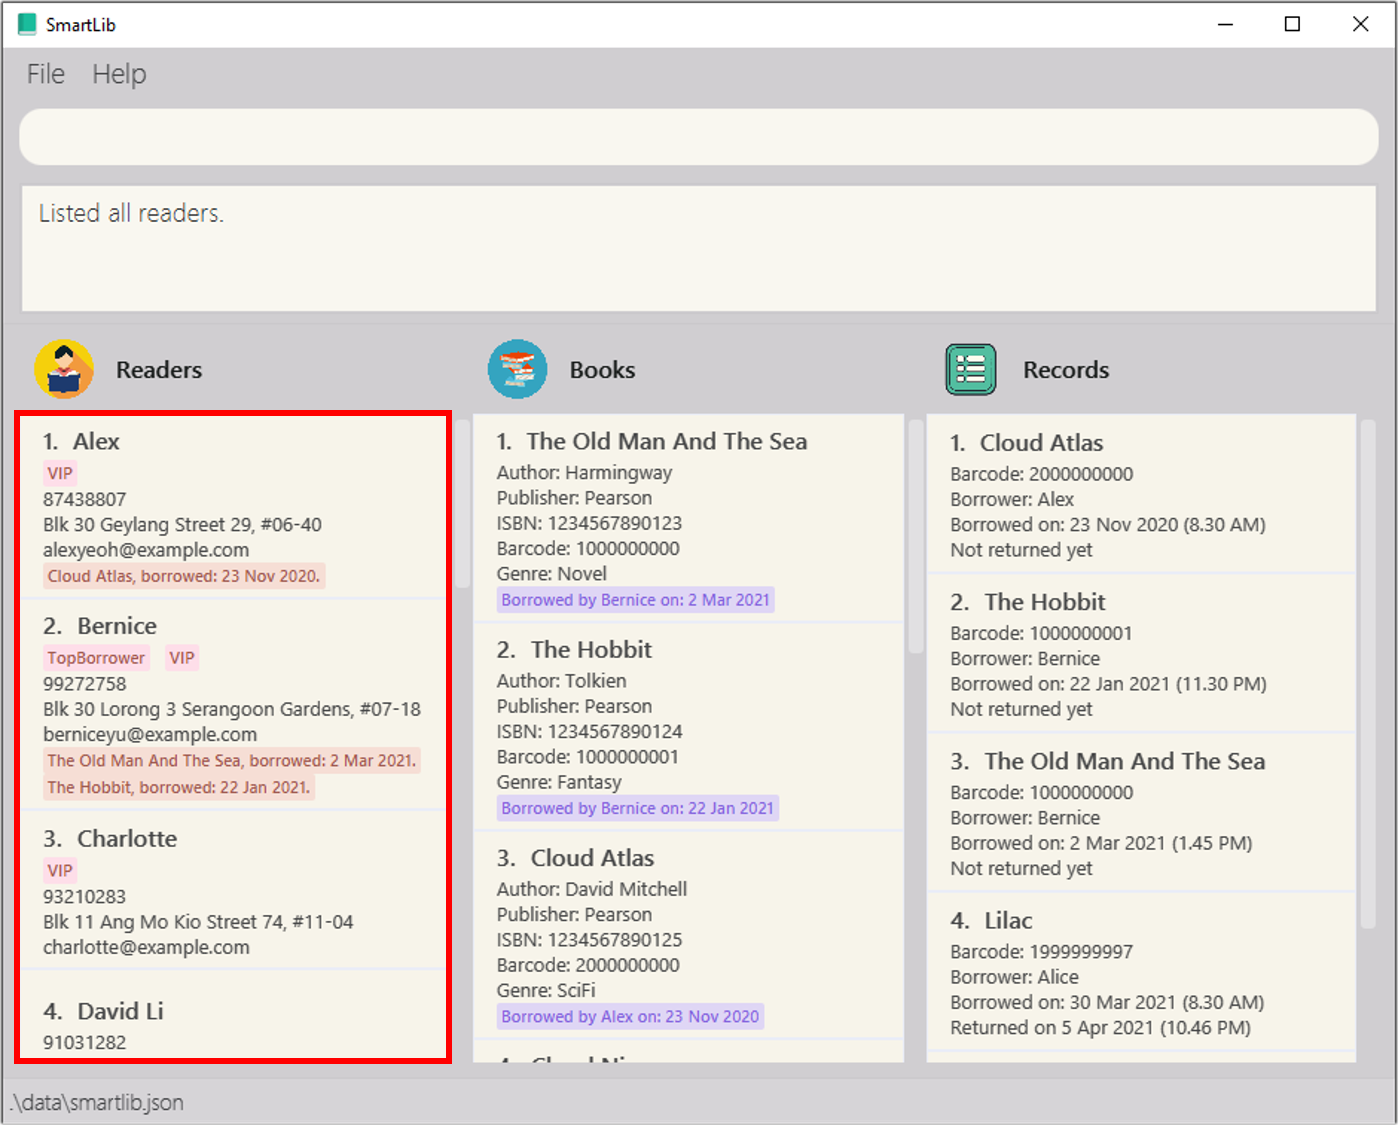 SmartLib
File Help
Listed all readers.
Readers
1. Alex
VIP
87438807
Blk 30 Geylang Street 29, #06-40
alexyeoh@example.com
Cloud Atlas, borrowed: 23 Nov 2020.
2. Bernice
TopBorrower VIP
99272758
Blk 30 Lorong 3 Serangoon Gardens, #07-18
berniceyu@example.com
The Old Man And The Sea, borrowed: 2 Mar 2021.
The Hobbit, borrowed: 22 Jan 2021.
3. Charlotte
VIP
93210283
Blk 11 Ang Mo Kio Street 74, #11-04
charlotte@example.com
4. David Li
91031282
Books
1. The Old Man And The Sea
Author: Harmingway
Publisher: Pearson
ISBN: 1234567890123
Barcode: 1000000000
Genre: Novel
Borrowed by Bernice on: 2 Mar 2021
2. The Hobbit
Author: Tolkien
Publisher: Pearson
ISBN: 1234567890124
Barcode: 1000000001
Genre: Fantasy
Borrowed by Bernice on: 22 Jan 2021
3. Cloud Atlas
Author: David Mitchell
Publisher: Pearson
ISBN: 1234567890125
Barcode: 2000000000
Genre: SciFi
Borrowed by Alex on: 23 Nov 2020
4. Cloud
Records
1. Cloud Atlas
Barcode: 2000000000
Borrower: Alex
Borrowed on: 23 Nov 2020 (8.30 AM)
Not returned yet
2. The Hobbit
Barcode: 1000000001
Borrower: Bernice
Borrowed on: 22 Jan 2021 (11.30 PM)
Not returned yet
3. The Old Man And The Sea
Barcode: 1000000000
Borrower: Bernice
Borrowed on: 2 Mar 2021 (1.45 PM)
Not returned yet
4. Lilac
Barcode: 1999999997
Borrower: Alice
Borrowed on: 30 Mar 2021 (8.30 AM)
Returned on 5 Apr 2021 (10.46 PM)
.\data\smartlib.json